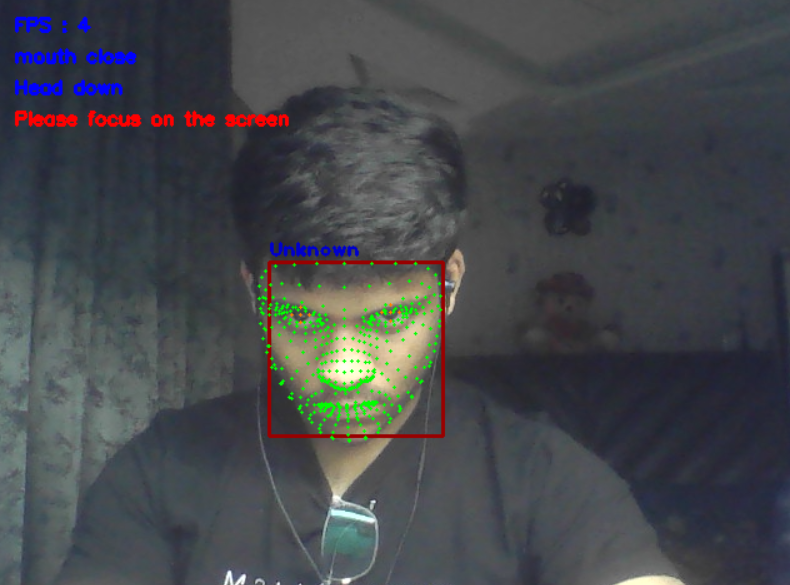 FPS : 4
mouth close
Head down
Please focus on the screen
Unknown